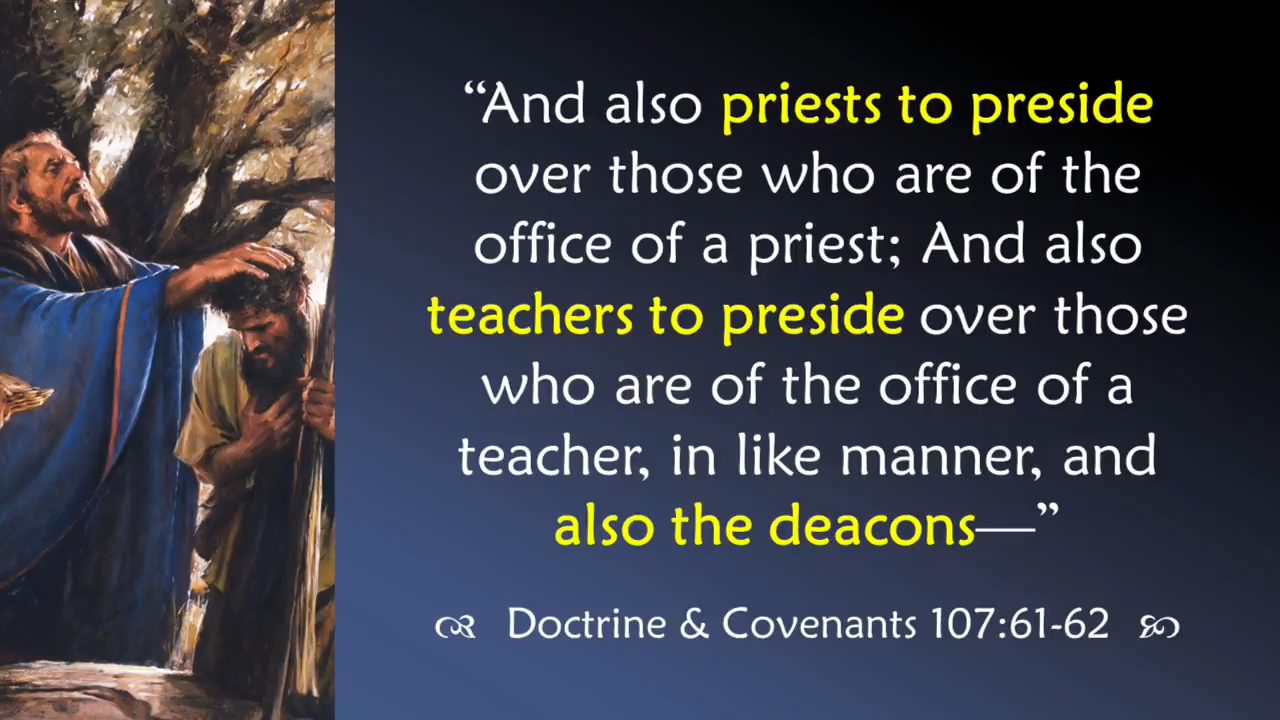 “And also priests to preside
over those who are of the
office of a priest; And also
teachers to preside over those
who are of the office of a
teacher, in like manner, and
also the deacons—”
Doctrine & Covenants 107:61-62